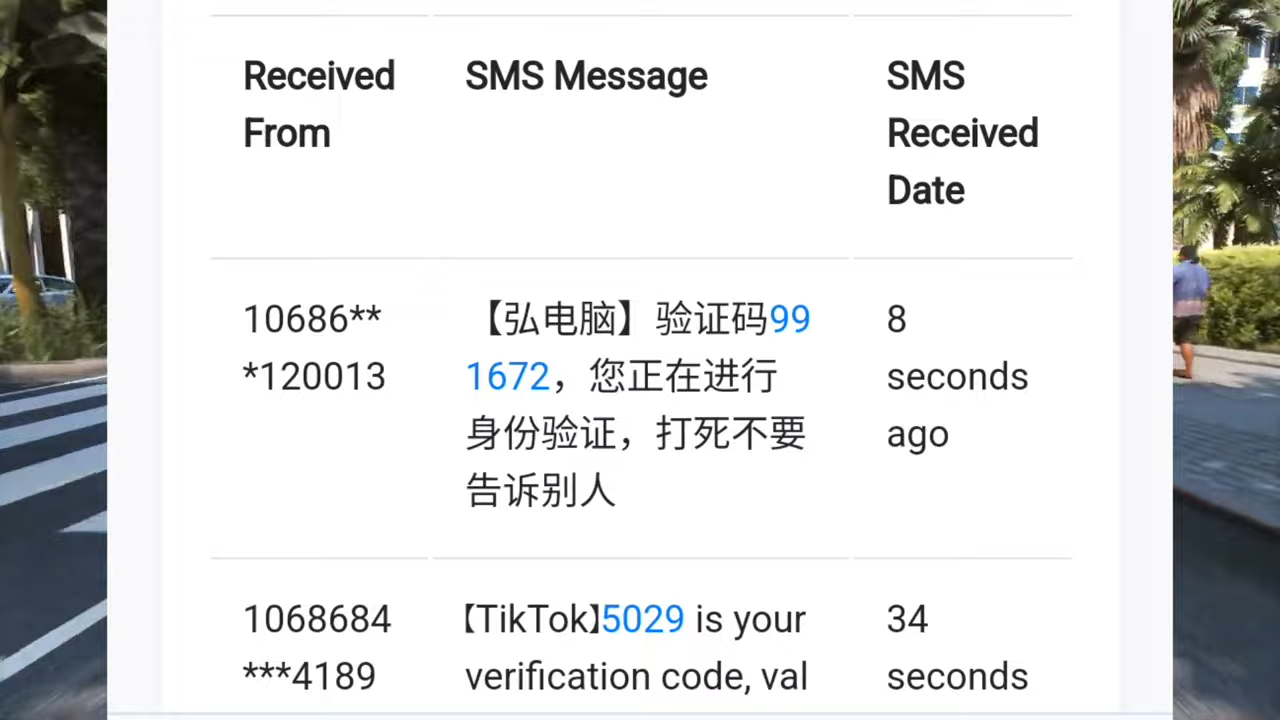 Received From
SMS Message
SMS Received Date
10686**
*120013
【弘电脑】验证码99
1672，您正在进行
身份验证，打死不要
告诉别人
8
seconds
ago
1068684
***4189
【TikTok】5029 is your
verification code, val
34
seconds